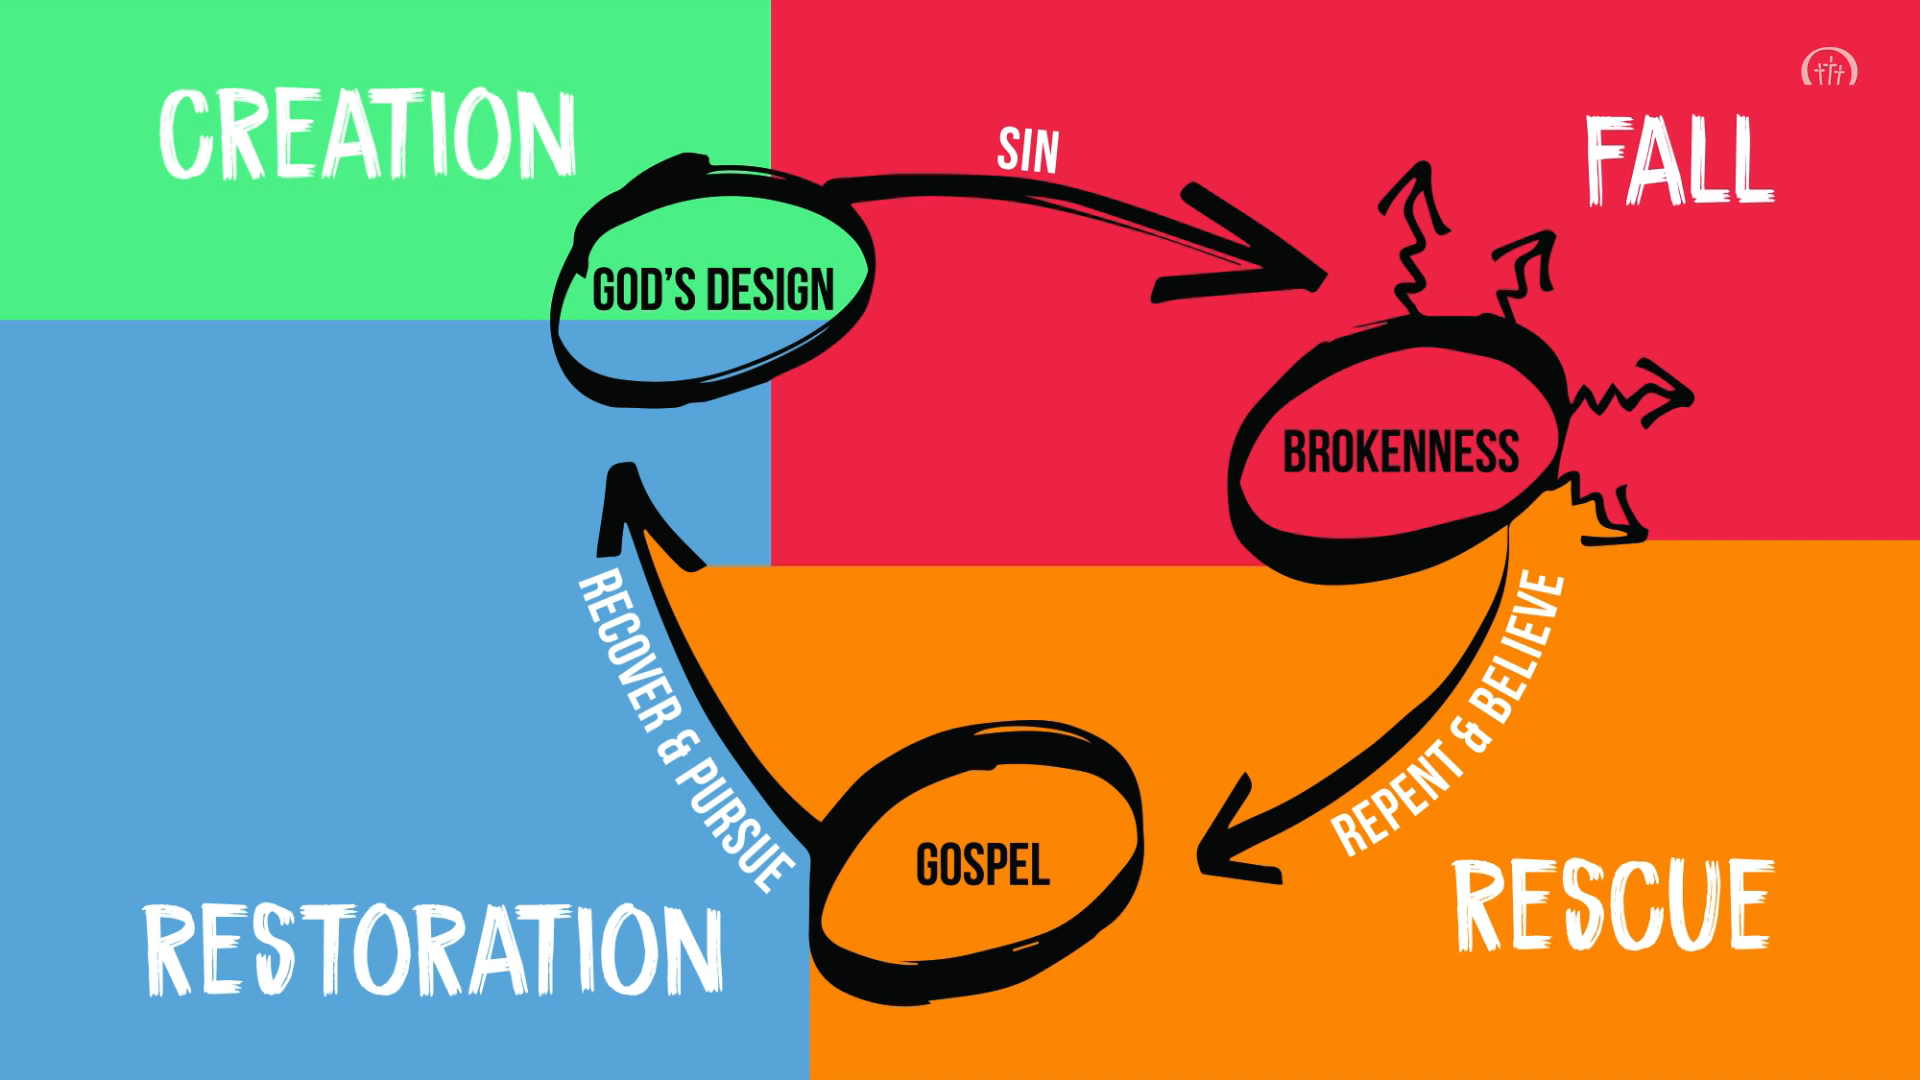 CREATION
SIN
FALL
GOD'S DESIGN
BROKENNESS
RECOVER & PURSUE
REPENT & BELIEVE
GOSPEL
RESCUE
RESTORATION